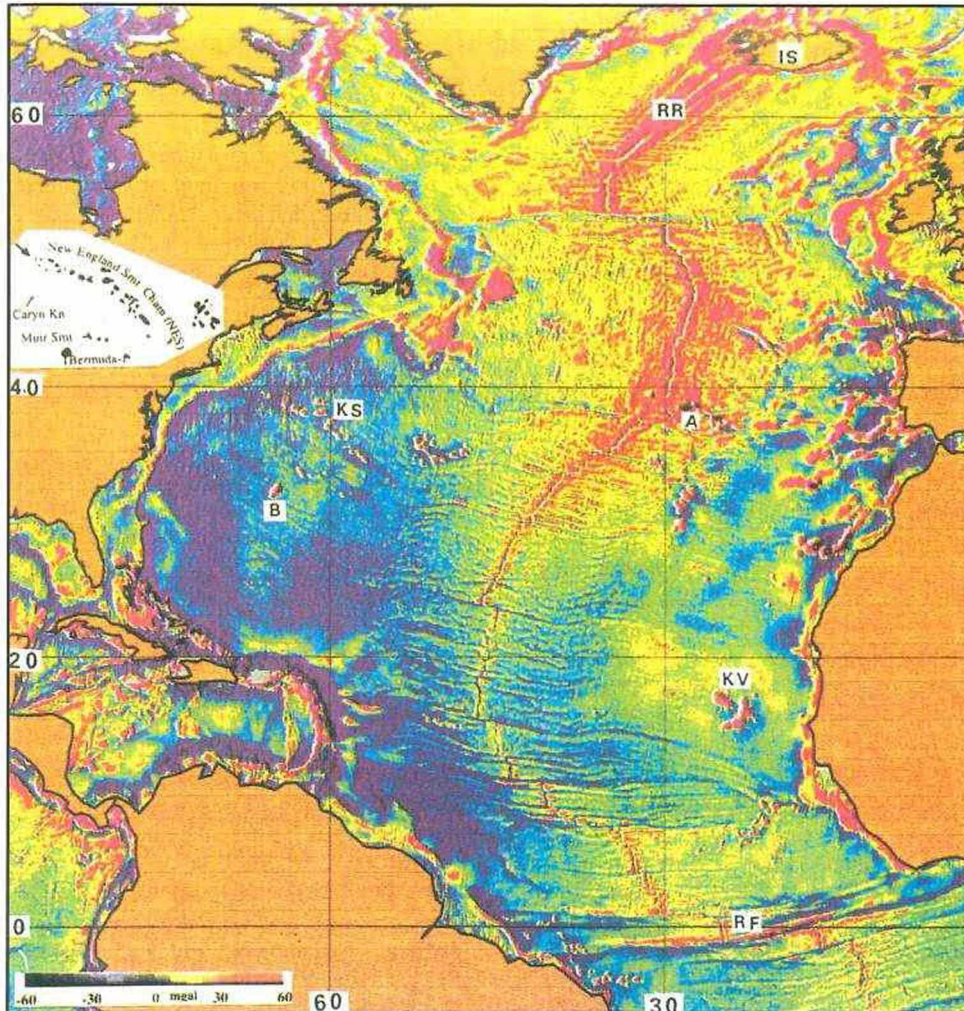 IS
RR
60
New England Smt Chain (NES)
Caryn Kn
Muir Smt
Bermuda
40
KS
A
B
20
KV
0
RF
-60 -30 0 mgal 30 60
60 30